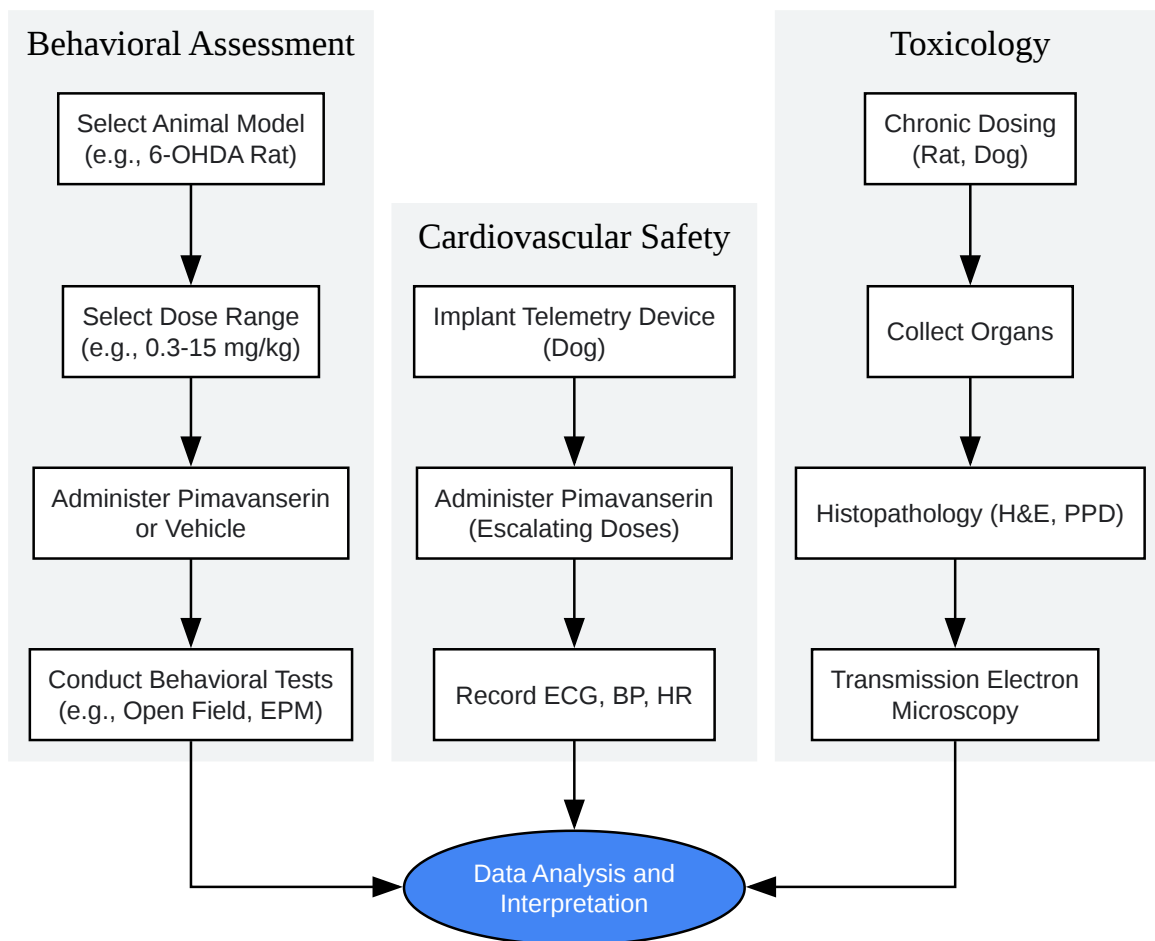 Behavioral Assessment
Select Animal Model
(e.g., 6-OHDA Rat)
Select Dose Range
(e.g., 0.3-15 mg/kg)
Administer Pimavanserin
or Vehicle
Conduct Behavioral Tests
(e.g., Open Field, EPM)
Cardiovascular Safety
Implant Telemetry Device
(Dog)
Administer Pimavanserin
(Escalating Doses)
Record ECG, BP, HR
Toxicology
Chronic Dosing
(Rat, Dog)
Collect Organs
Histopathology (H&E, PPD)
Transmission Electron
Microscopy
Data Analysis and
Interpretation